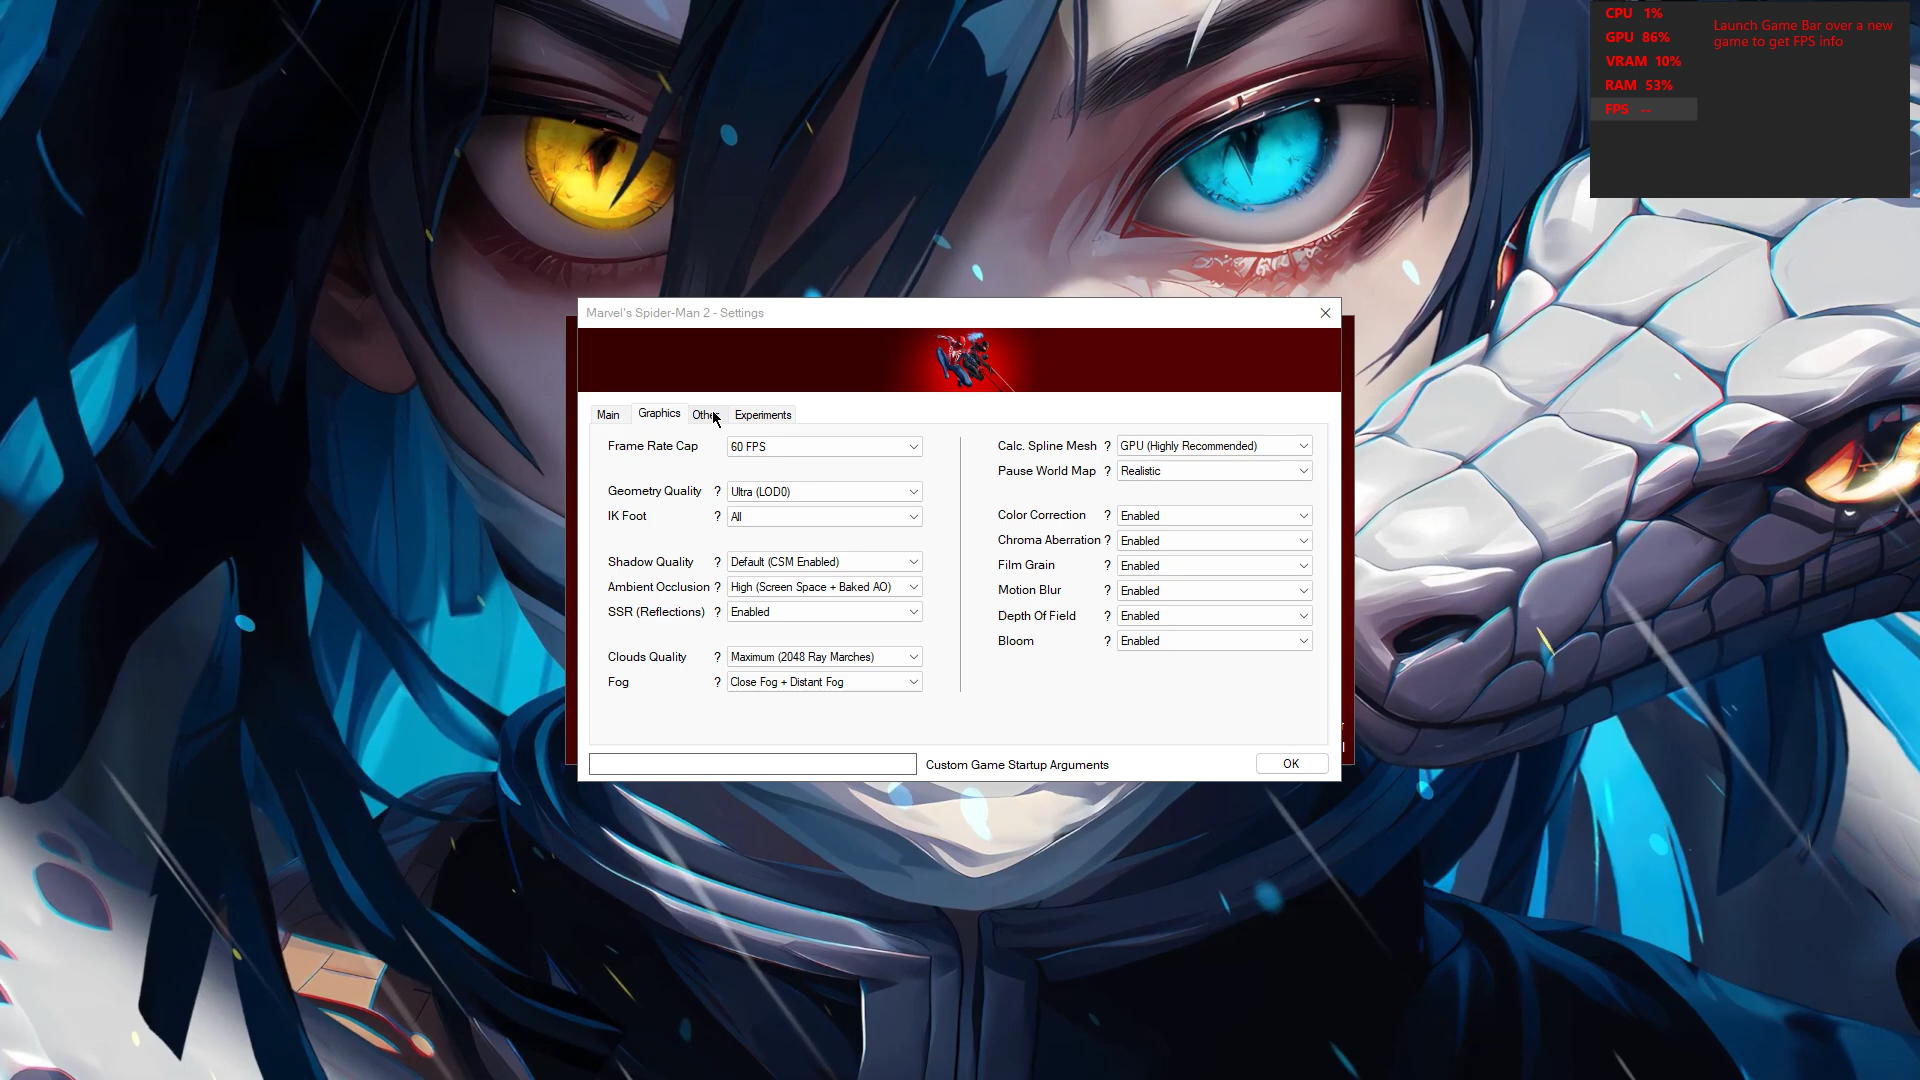 CPU 1%
GPU 86%
VRAM 10%
RAM 53%
FPS --
Launch Game Bar over a new
game to get FPS info
Marvel's Spider-Man 2 - Settings
Main
Graphics
Other
Experiments
Frame Rate Cap 60 FPS
Geometry Quality ? Ultra (LOD0)
IK Foot ? All
Shadow Quality ? Default (CSM Enabled)
Ambient Occlusion ? High (Screen Space + Baked AO)
SSR (Reflections) ? Enabled
Clouds Quality ? Maximum (2048 Ray Marches)
Fog ? Close Fog + Distant Fog
Calc. Spline Mesh ? GPU (Highly Recommended)
Pause World Map ? Realistic
Color Correction ? Enabled
Chroma Aberration ? Enabled
Film Grain ? Enabled
Motion Blur ? Enabled
Depth Of Field ? Enabled
Bloom ? Enabled
Custom Game Startup Arguments
OK